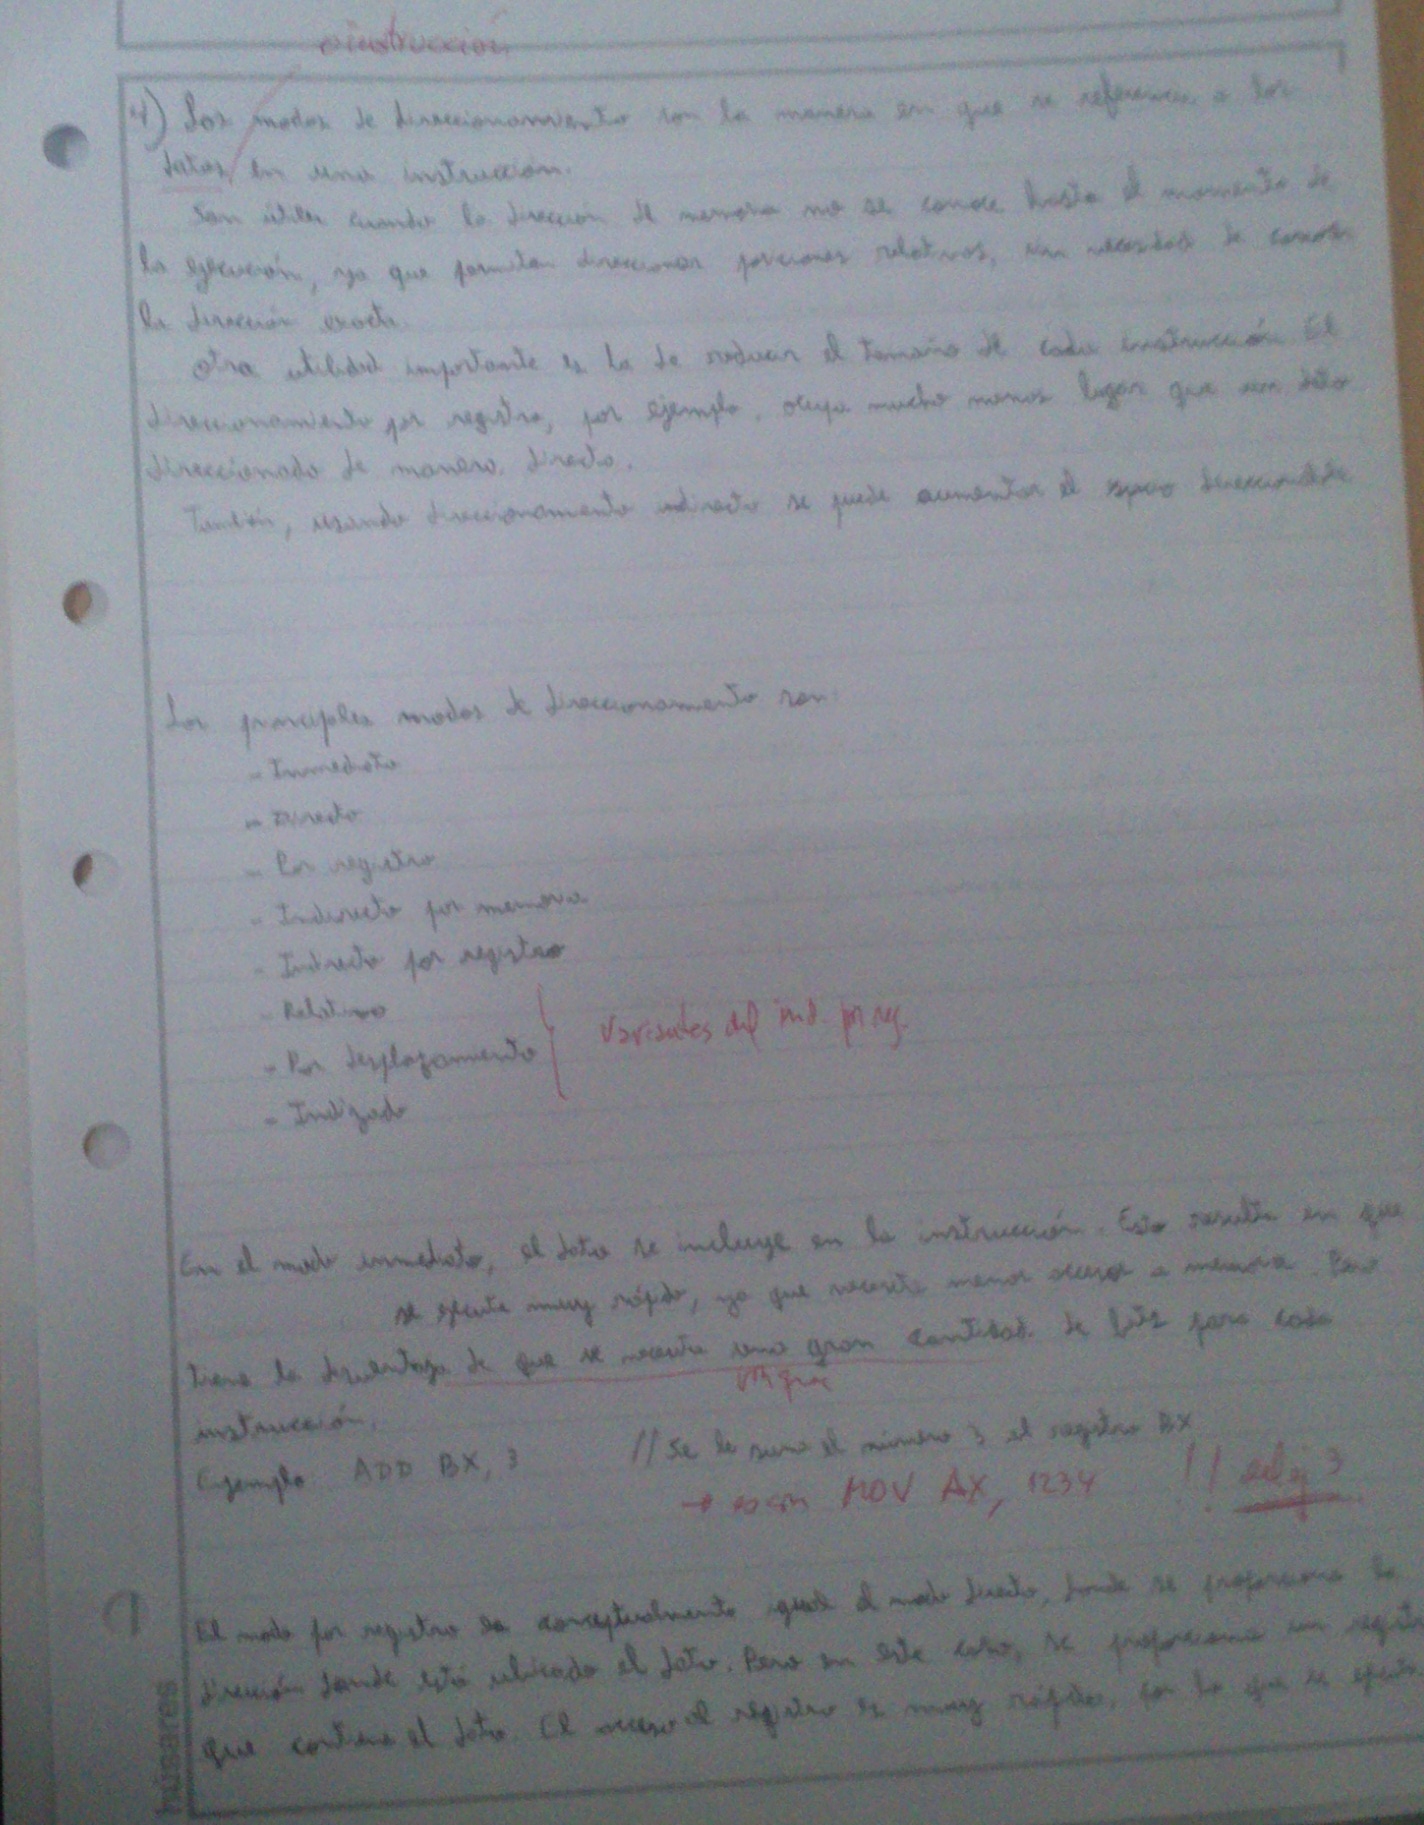 o instrucción
4) Los modos de direccionamiento son la manera en que se referencia a los
datos en una instrucción.
Son útiles cuando la dirección de memoria no se conoce hasta el momento de
la ejecución, ya que permiten direccionar posiciones relativas, sin necesidad de conocer
la dirección exacta.
Otra utilidad importante es la de reducir el tamaño de cada instrucción. El
direccionamiento por registro, por ejemplo, ocupa mucho menos lugar que un dato
direccionado de manera directa.
También, usando direccionamiento indirecto se puede aumentar el espacio direccionable
Los principales modos de direccionamiento son:
- Inmediato
- Directo
- Por registro
- Indirecto por memoria
- Indirecto por registro
- Relativo
- Por desplazamiento
variantes del ind. por reg.
- Indizado
En el modo inmediato, el dato se incluye en la instrucción. Esto resulta en que
se ejecuta muy rápido, ya que necesita menor acceso a memoria. Pero
tiene la desventaja de que se necesita una gran cantidad de bits para cada
instrucción.
Ejemplo: ADD BX, 3 // Se le suma el número 3 al registro BX
→ MOV AX, 1234 !! ej 3
El modo por registro es conceptualmente igual al modo directo, donde se proporciona la
dirección donde está ubicado el dato. Pero en este caso, se proporciona un
que contiene el dato. El acceso al registro es muy rápido, por lo que se
húsares